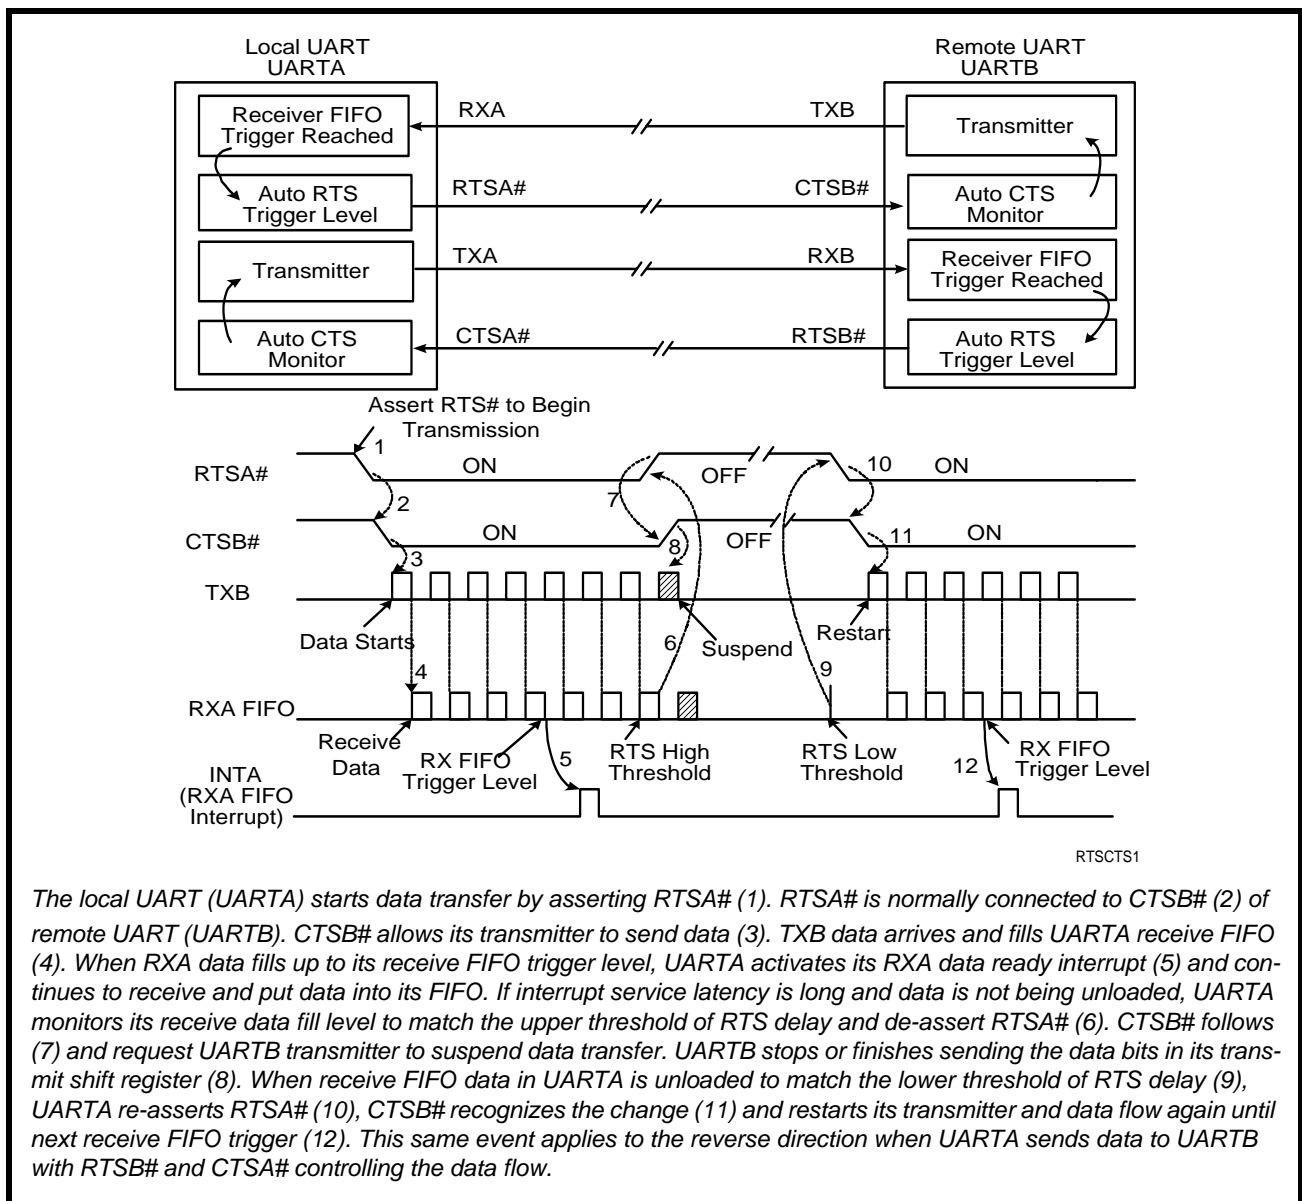 Local UART
UARTA
Remote UART
UARTB
Receiver FIFO
Trigger Reached
RXA
TXB
Transmitter
Auto RTS
Trigger Level
RTSA#
CTSB#
Auto CTS
Monitor
Transmitter
TXA
RXB
Receiver FIFO
Trigger Reached
Auto CTS
Monitor
CTSA#
RTSB#
Auto RTS
Trigger Level
Assert RTS# to Begin
Transmission
1
RTSA#
ON
OFF
10
ON
2
7
CTSB#
ON
OFF
11
ON
3
8
TXB
Data Starts
6
Suspend
Restart
4
9
RXA FIFO
Receive
Data
RX FIFO
Trigger Level
5
RTS High
Threshold
RTS Low
Threshold
12
RX FIFO
Trigger Level
INTA
(RXA FIFO
Interrupt)
RTSCTS1
The local UART (UARTA) starts data transfer by asserting RTSA# (1). RTSA# is normally connected to CTSB# (2) of
remote UART (UARTB). CTSB# allows its transmitter to send data (3). TXB data arrives and fills UARTA receive FIFO
(4). When RXA data fills up to its receive FIFO trigger level, UARTA activates its RXA data ready interrupt (5) and con-
tinues to receive and put data into its FIFO. If interrupt service latency is long and data is not being unloaded, UARTA
monitors its receive data fill level to match the upper threshold of RTS delay and de-assert RTSA# (6). CTSB# follows
(7) and request UARTB transmitter to suspend data transfer. UARTB stops or finishes sending the data bits in its trans-
mit shift register (8). When receive FIFO data in UARTA is unloaded to match the lower threshold of RTS delay (9),
UARTA re-asserts RTSA# (10), CTSB# recognizes the change (11) and restarts its transmitter and data flow again until
next receive FIFO trigger (12). This same event applies to the reverse direction when UARTA sends data to UARTB
with RTSB# and CTSA# controlling the data flow.